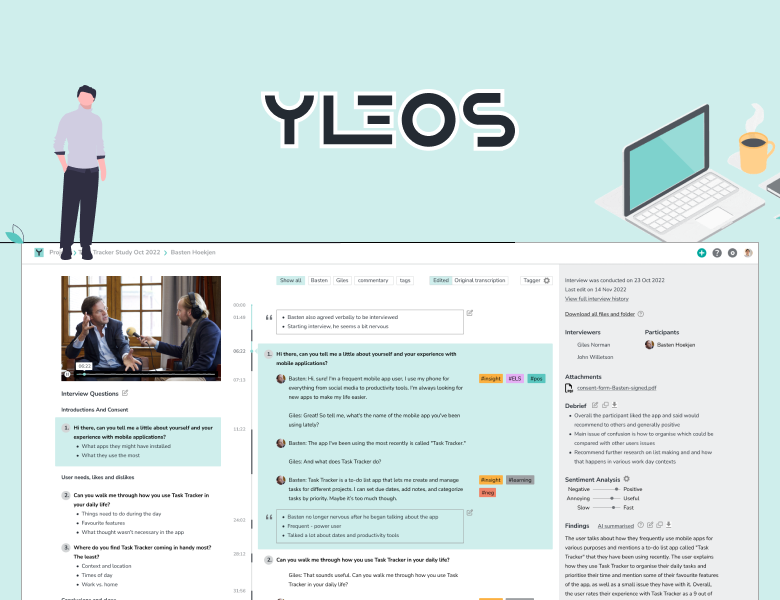 YLEOS
Tracker Study Oct 2022 > Basten Hoekjen
05:22
Interview Questions
Introductions And Consent
1. Hi there, can you tell me a little about yourself and your
experience with mobile applications?
• What apps they might have installed
• What they use the most
User needs, likes and dislikes
2. Can you walk me through how you use Task Tracker in
your daily life?
• Things need to do during the day
• Favourite features
• What thought wasn't necessary in the app
3. Where do you find Task Tracker coming in handy most?
The least?
• Context and location
• Times of day
• Work vs. home
Show all Basten Giles commentary tags Edited Original transcription Tagger
00:00
01:48
• Basten also agreed verbally to be interviewed
• Starting interview, he seems a bit nervous
1. Hi there, can you tell me a little about yourself and your experience with
mobile applications?
07:13
Basten: Hi, sure! I'm a frequent mobile app user. I use my phone for
everything from social media to productivity tools. I'm always looking for
new apps to make my life easier.
#insight #ELS #pos
Giles: Great! So tell me, what's the name of the mobile app you've been
using lately?
11:22
Basten: The app I've been using the most recently is called "Task Tracker."
Giles: And what does Task Tracker do?
Basten: Task Tracker is a to-do list app that lets me create and manage
tasks for different projects. I can set due dates, add notes, and categorize
tasks by priority. Maybe it's too much though.
#insight #learning
#neg
• Basten no longer nervous after he began talking about the app
• Frequent - power user
• Talked a lot about dates and productivity tools
24:03
28:12
2. Can you walk me through how you use Task Tracker in your daily life?
Giles: That sounds useful. Can you walk me through how you use Task
Tracker in your daily life?
31:56
Interview was conducted on 23 Oct 2022
Last edit on 14 Nov 2022
View full interview history
Download all files and folder
Interviewers Participants
Giles Norman Basten Hoekjen
John Willetson
Attachments
consent-form-Basten-signed.pdf
Debrief
• Overall the participant liked the app and said would
recommend to others and generally positive
• Main issue of confusion is how to organise which could be
compared with other users issues
• Recommend further research on list making and and how
that happens in various work day contexts
Sentiment Analysis
Negative Positive
Annoying Useful
Slow Fast
Findings AI summarised
The user talks about how they frequently use mobile apps for
various purposes and mentions a to-do list app called "Task
Tracker" that they have been using recently. The user explains
how they use Task Tracker to organise their daily tasks and
prioritise their time and mention some of their favourite features
of the app, as well as a small issue they have with it. Overall,
the user rates their experience with Task Tracker as a 9 out of